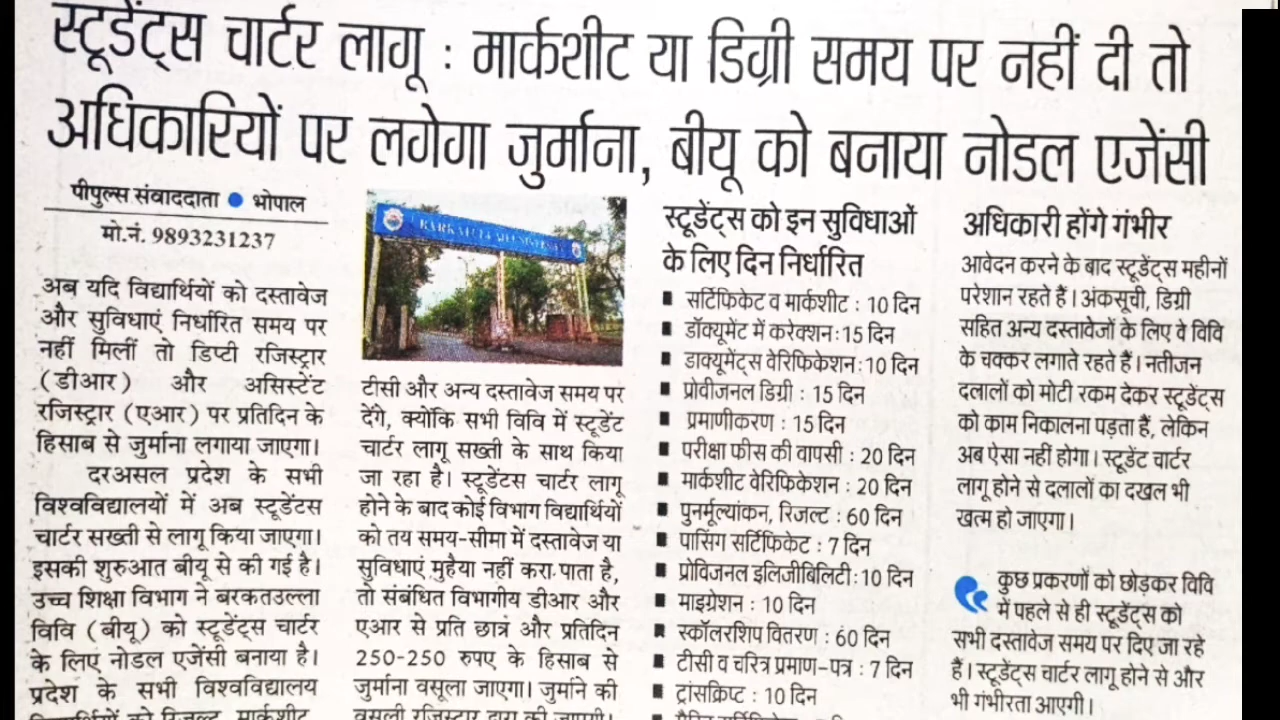 स्टूडेंट्स चार्टर लागू : मार्कशीट या डिग्री समय पर नहीं दी तो
अधिकारियों पर लगेगा जुर्माना, बीयू को बनाया नोडल एजेंसी
पीपुल्स संवाददाता ● भोपाल
मो.नं. 9893231237
अब यदि विद्यार्थियों को दस्तावेज
और सुविधाएं निर्धारित समय पर
नहीं मिलीं तो डिप्टी रजिस्ट्रार
(डीआर) और असिस्टेंट
रजिस्ट्रार (एआर) पर प्रतिदिन के
हिसाब से जुर्माना लगाया जाएगा।
दरअसल प्रदेश के सभी
विश्वविद्यालयों में अब स्टूडेंटस
चार्टर सख्ती से लागू किया जाएगा।
इसकी शुरुआत बीयू से की गई है।
उच्च शिक्षा विभाग ने बरकतउल्ला
विवि (बीयू) को स्टूडेंट्स चार्टर
के लिए नोडल एजेंसी बनाया है।
प्रदेश के सभी विश्वविद्यालय
विद्यार्थियों को रिजल्ट, मार्कशीट,
BARKATULLAH UNIVERSITY
टीसी और अन्य दस्तावेज समय पर
देंगे, क्योंकि सभी विवि में स्टूडेंट
चार्टर लागू सख्ती के साथ किया
जा रहा है। स्टूडेंटस चार्टर लागू
होने के बाद कोई विभाग विद्यार्थियों
को तय समय-सीमा में दस्तावेज या
सुविधाएं मुहैया नहीं करा पाता है,
तो संबंधित विभागीय डीआर और
एआर से प्रति छात्र और प्रतिदिन
250-250 रुपए के हिसाब से
जुर्माना वसूला जाएगा। जुर्माने की
वसूली रजिस्ट्रार द्वारा की जाएगी।
स्टूडेंट्स को इन सुविधाओं
के लिए दिन निर्धारित
■ सर्टिफिकेट व मार्कशीट : 10 दिन
■ डॉक्यूमेंट में करेक्शन : 15 दिन
■ डाक्यूमेंट्स वेरिफिकेशन : 10 दिन
■ प्रोवीजनल डिग्री : 15 दिन
■ प्रमाणीकरण : 15 दिन
■ परीक्षा फीस की वापसी : 20 दिन
■ मार्कशीट वेरिफिकेशन : 20 दिन
■ पुनर्मूल्यांकन, रिजल्ट : 60 दिन
■ पासिंग सर्टिफिकेट : 7 दिन
■ प्रोविजनल इलिजीबिलिटी : 10 दिन
■ माइग्रेशन : 10 दिन
■ स्कॉलरशिप वितरण : 60 दिन
■ टीसी व चरित्र प्रमाण-पत्र : 7 दिन
■ ट्रांसक्रिप्ट : 10 दिन
अधिकारी होंगे गंभीर
आवेदन करने के बाद स्टूडेंट्स महीनों
परेशान रहते हैं। अंकसूची, डिग्री
सहित अन्य दस्तावेजों के लिए वे विवि
के चक्कर लगाते रहते हैं। नतीजन
दलालों को मोटी रकम देकर स्टूडेंट्स
को काम निकालना पड़ता हैं, लेकिन
अब ऐसा नहीं होगा। स्टूडेंट चार्टर
लागू होने से दलालों का दखल भी
खत्म हो जाएगा।
कुछ प्रकरणों को छोड़कर विवि
में पहले से ही स्टूडेंट्स को
सभी दस्तावेज समय पर दिए जा रहे
हैं। स्टूडेंट्स चार्टर लागू होने से और
भी गंभीरता आएगी।